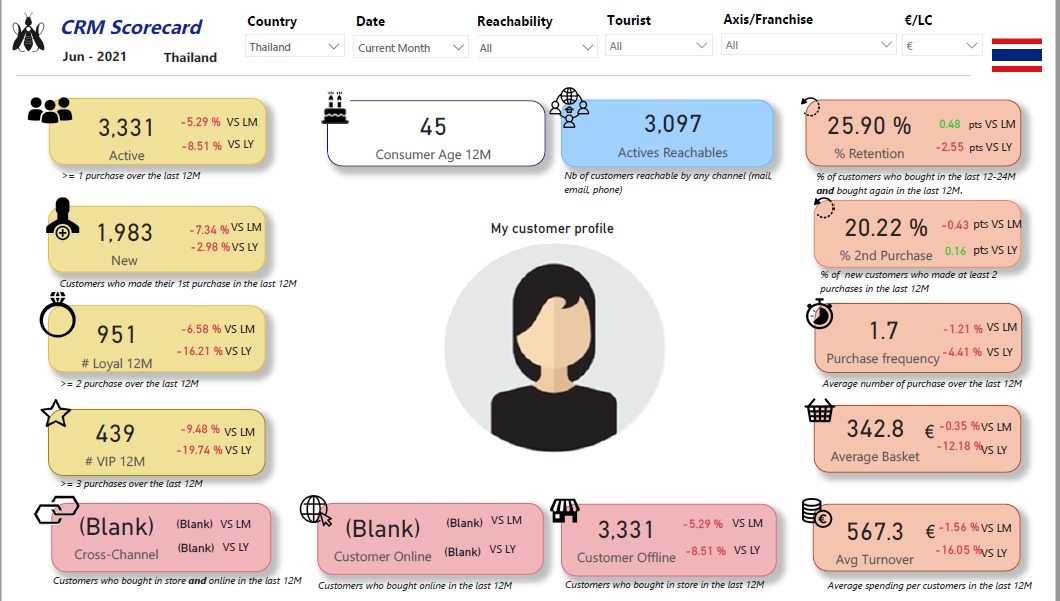 CRM Scorecard
Jun - 2021
Thailand
Country
Thailand
Date
Current Month
Reachability
All
Tourist
All
Axis/Franchise
All
€/LC
€
3,331
Active
-5.29 % VS LM
-8.51 % VS LY
>= 1 purchase over the last 12M
45
Consumer Age 12M
3,097
Actives Reachables
Nb of customers reachable by any channel (mail,
email, phone)
25.90 %
% Retention
0.48 pts VS LM
-2.55 pts VS LY
% of customers who bought in the last 12-24M
and bought again in the last 12M.
1,983
New
-7.34 % VS LM
-2.98 % VS LY
Customers who made their 1st purchase in the last 12M
My customer profile
20.22 %
% 2nd Purchase
-0.43 pts VS LM
0.16 pts VS LY
% of new customers who made at least 2
purchases in the last 12M
951
# Loyal 12M
-6.58 % VS LM
-16.21 % VS LY
>= 2 purchase over the last 12M
1.7
Purchase frequency
-1.21 % VS LM
-4.41 % VS LY
Average number of purchase over the last 12M
439
# VIP 12M
-9.48 % VS LM
-19.74 % VS LY
>= 3 purchases over the last 12M
342.8 €
Average Basket
-0.35 % VS LM
-12.18 % VS LY
(Blank)
Cross-Channel
(Blank) VS LM
(Blank) VS LY
Customers who bought in store and online in the last 12M
(Blank)
Customer Online
(Blank) VS LM
(Blank) VS LY
Customers who bought online in the last 12M
3,331
Customer Offline
-5.29 % VS LM
-8.51 % VS LY
Customers who bought in store in the last 12M
567.3 €
Avg Turnover
-1.56 % VS LM
-16.05 % VS LY
Average spending per customers in the last 12M